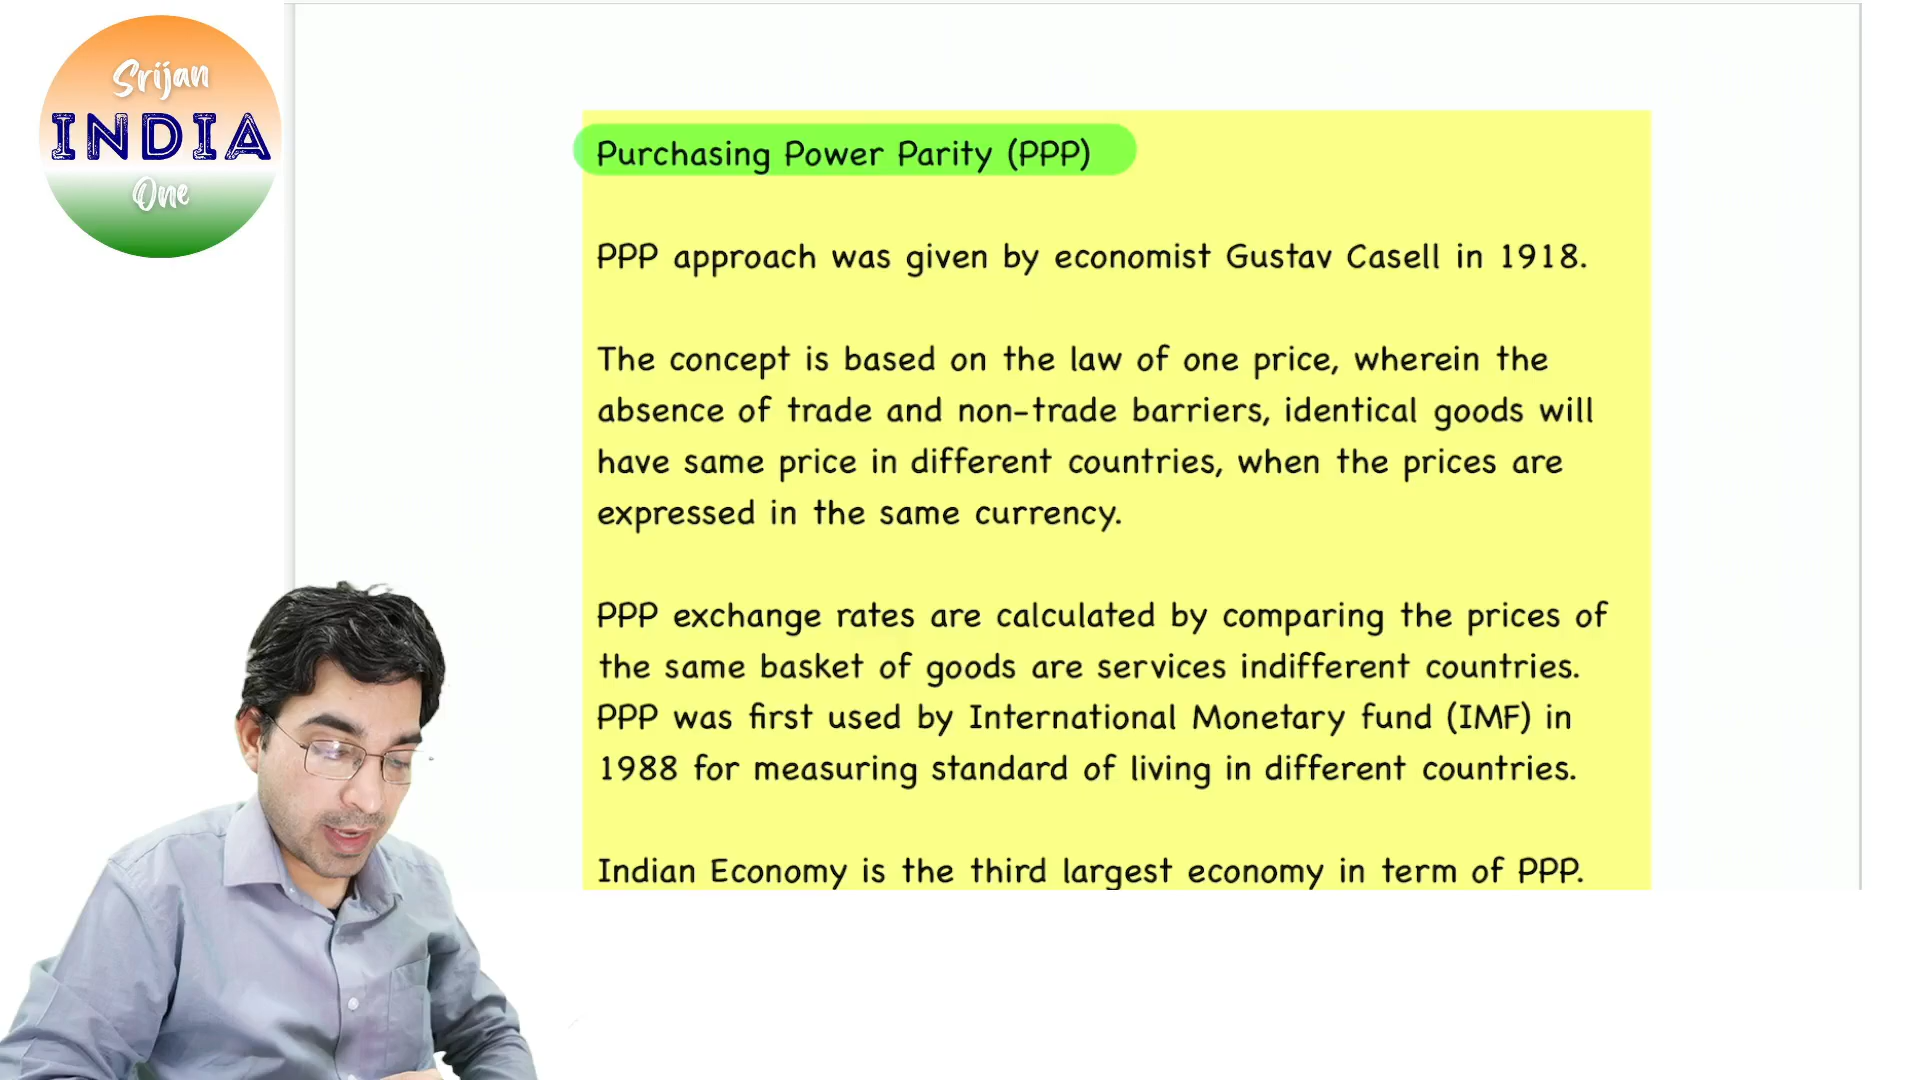 Srijan
INDIA
One
Purchasing Power Parity (PPP)
PPP approach was given by economist Gustav Casell in 1918.
The concept is based on the law of one price, wherein the
absence of trade and non-trade barriers, identical goods will
have same price in different countries, when the prices are
expressed in the same currency.
PPP exchange rates are calculated by comparing the prices of
the same basket of goods are services indifferent countries.
PPP was first used by International Monetary fund (IMF) in
1988 for measuring standard of living in different countries.
Indian Economy is the third largest economy in term of PPP.